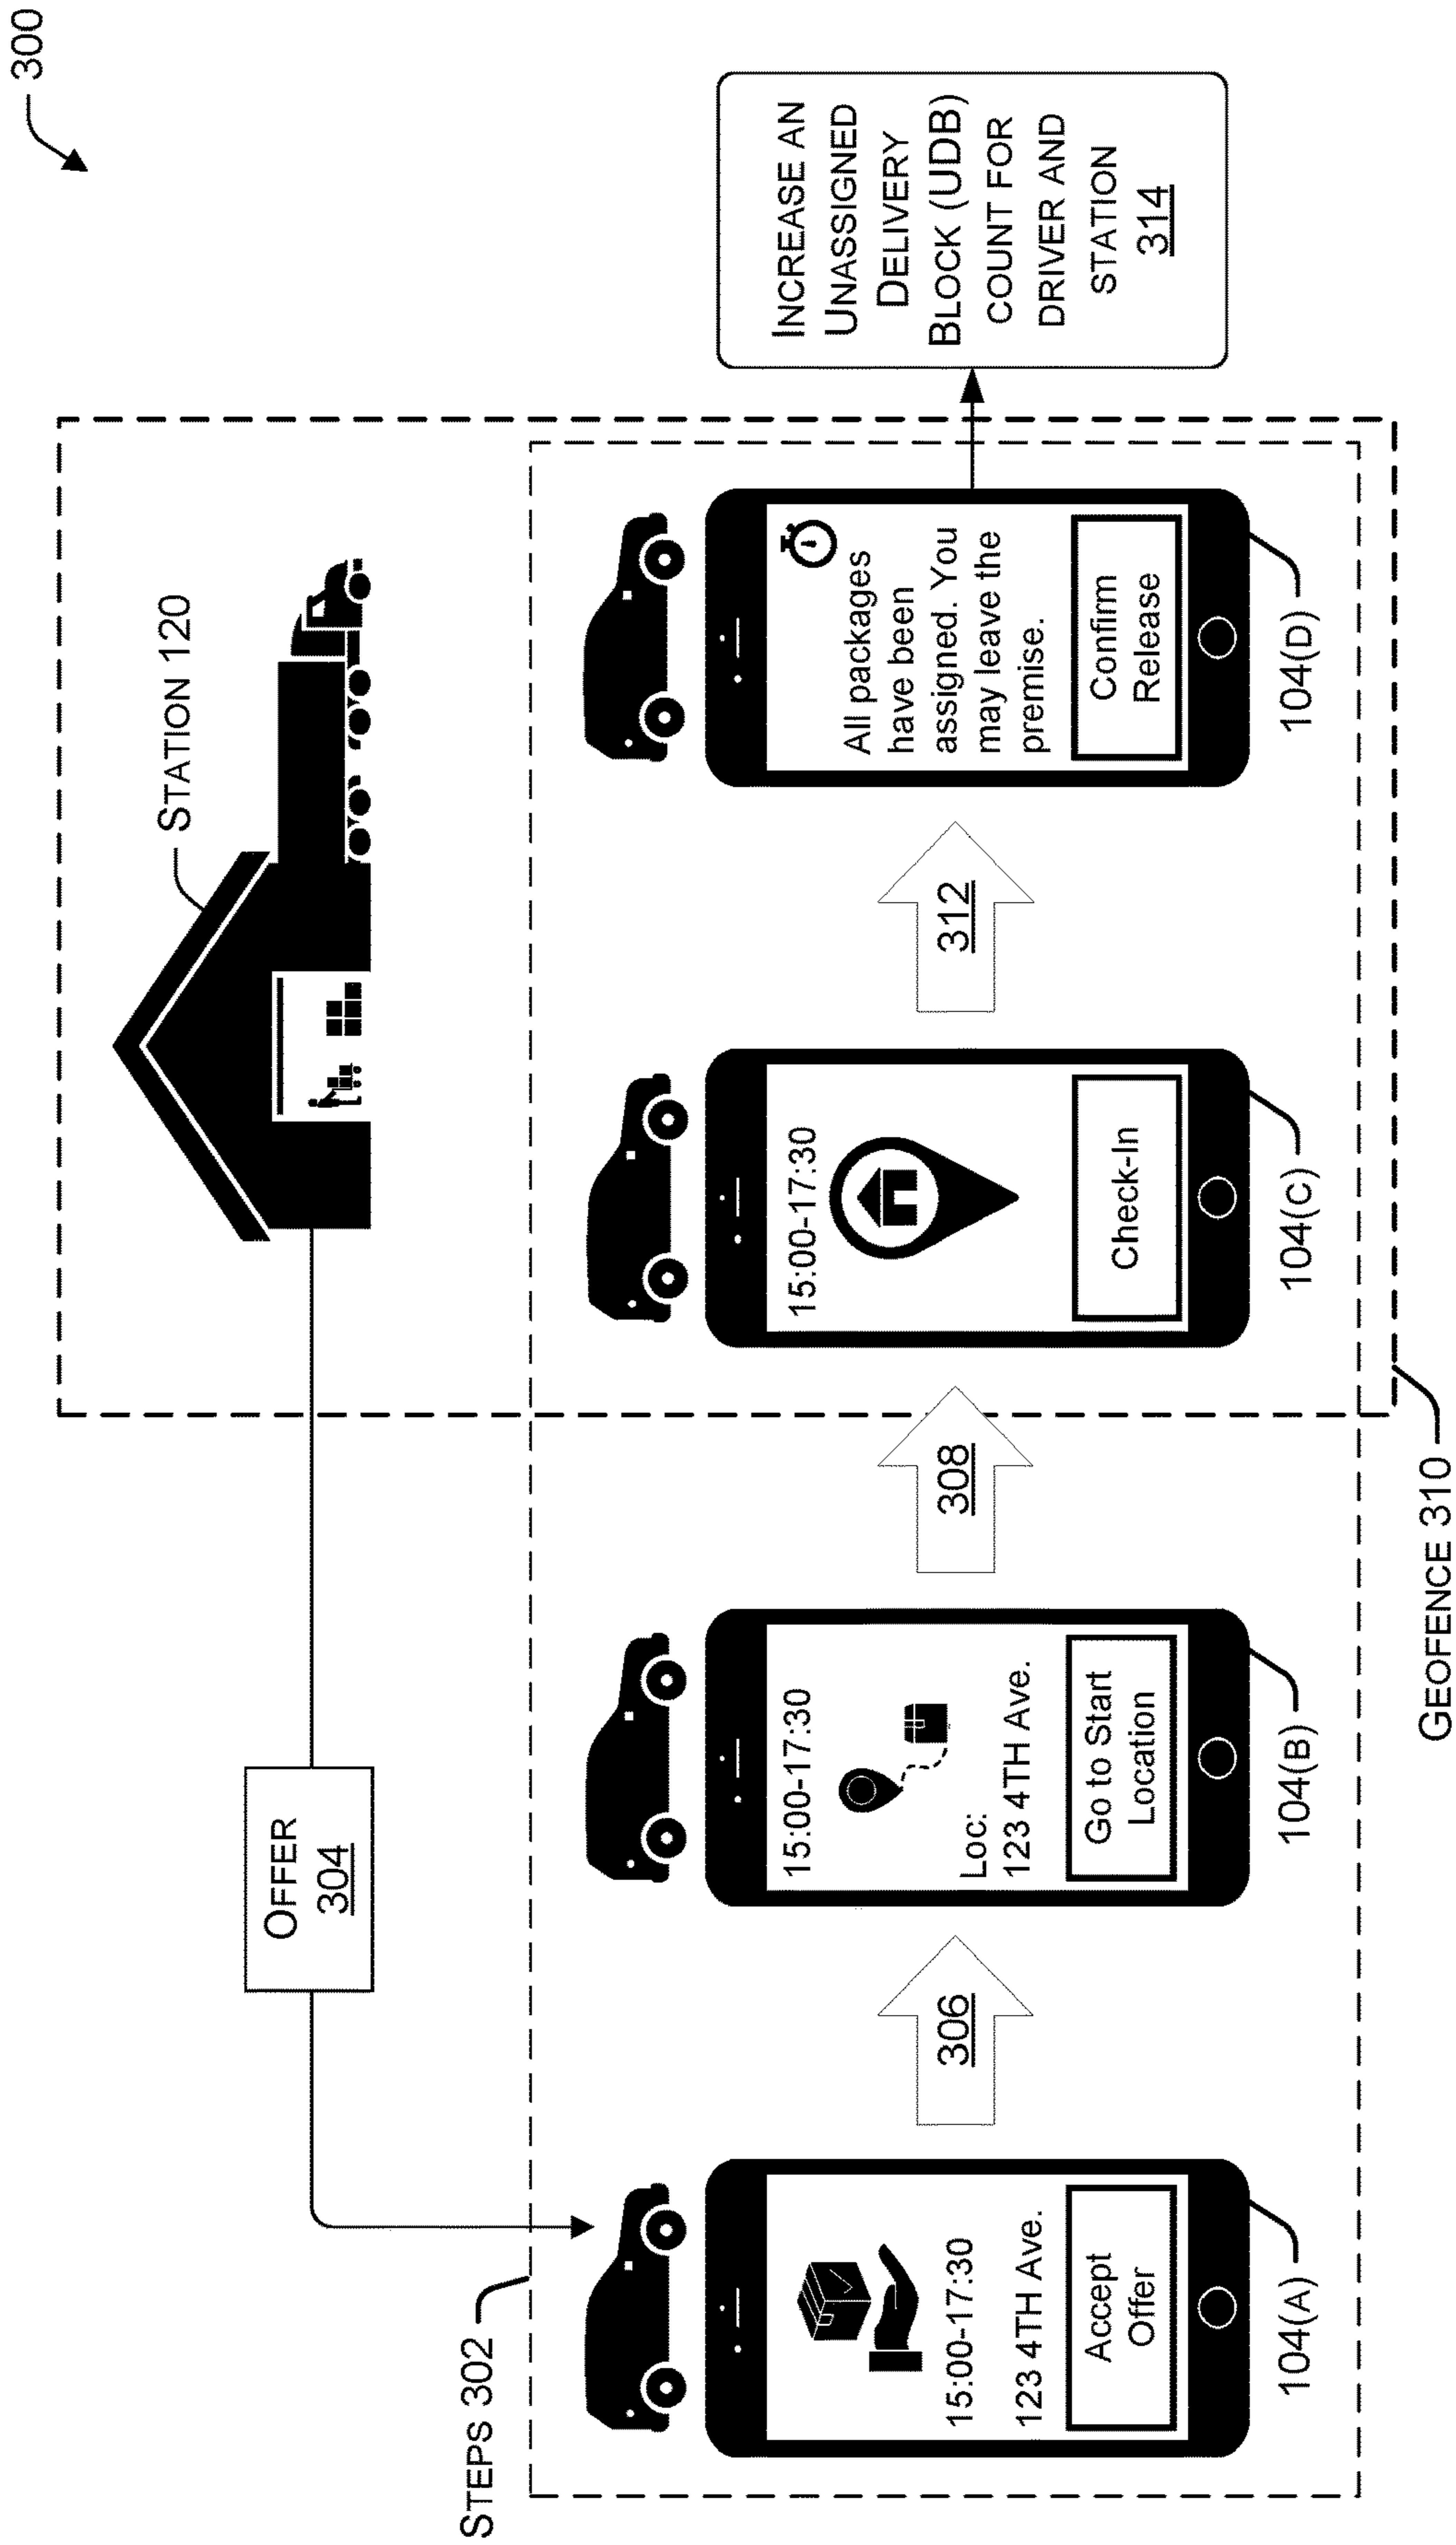 300
STATION 120
OFFER
304
STEPS 302
15:00-17:30
123 4TH Ave.
Accept
Offer
104(A)
306
15:00-17:30
Loc:
123 4TH Ave.
Go to Start
Location
104(B)
308
15:00-17:30
Check-In
104(C)
312
All packages
have been
assigned. You
may leave the
premise.
Confirm
Release
104(D)
INCREASE AN
UNASSIGNED
DELIVERY
BLOCK (UDB)
COUNT FOR
DRIVER AND
STATION
314
GEOFENCE 310